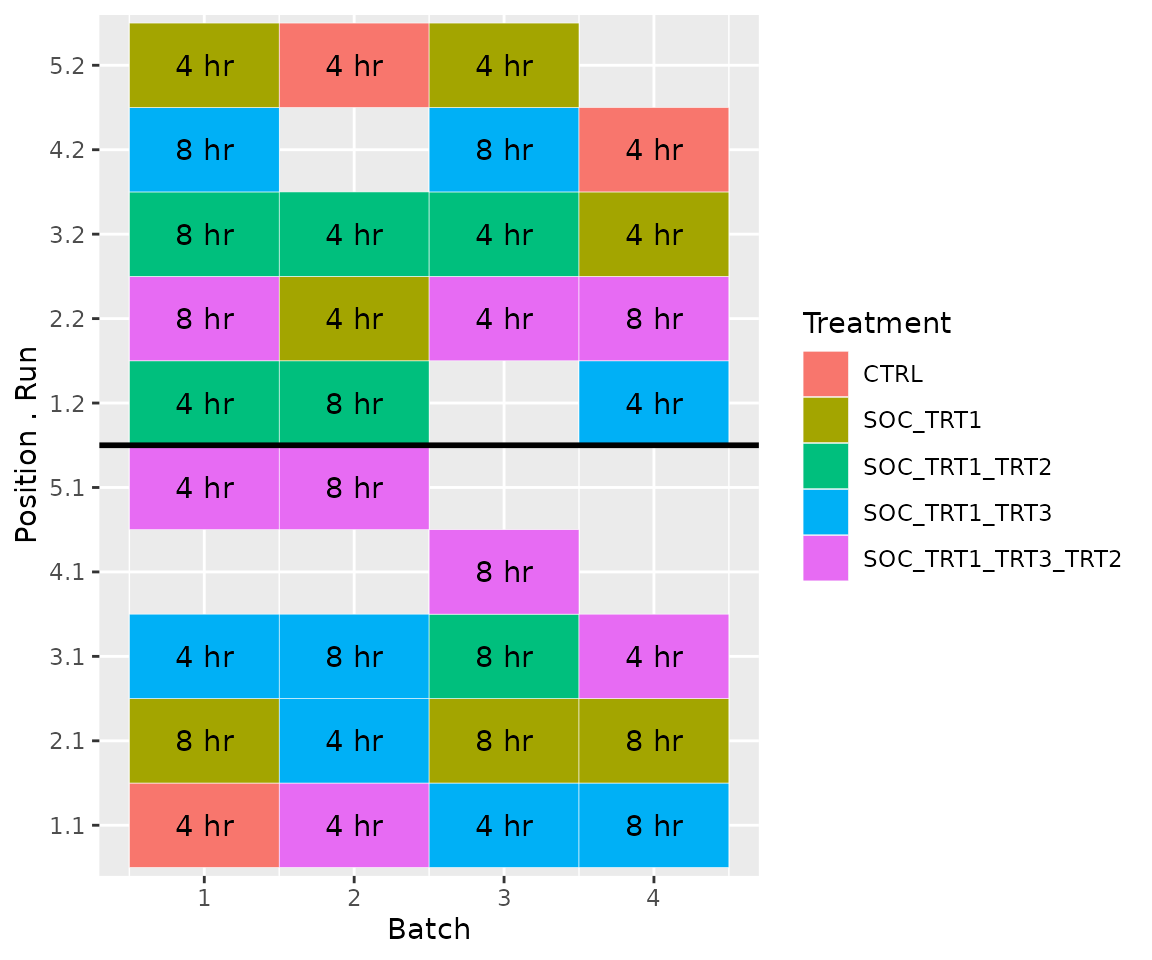 5.2 4 hr 4 hr 4 hr
4.2 8 hr 8 hr 4 hr
3.2 8 hr 4 hr 4 hr 4 hr
2.2 8 hr 4 hr 4 hr 8 hr
1.2 4 hr 8 hr 4 hr
5.1 4 hr 8 hr
4.1 8 hr
3.1 4 hr 8 hr 8 hr 4 hr
2.1 8 hr 4 hr 8 hr 8 hr
1.1 4 hr 4 hr 4 hr 8 hr
1 2 3 4
Batch
Position . Run
Treatment
CTRL
SOC_TRT1
SOC_TRT1_TRT2
SOC_TRT1_TRT3
SOC_TRT1_TRT3_TRT2